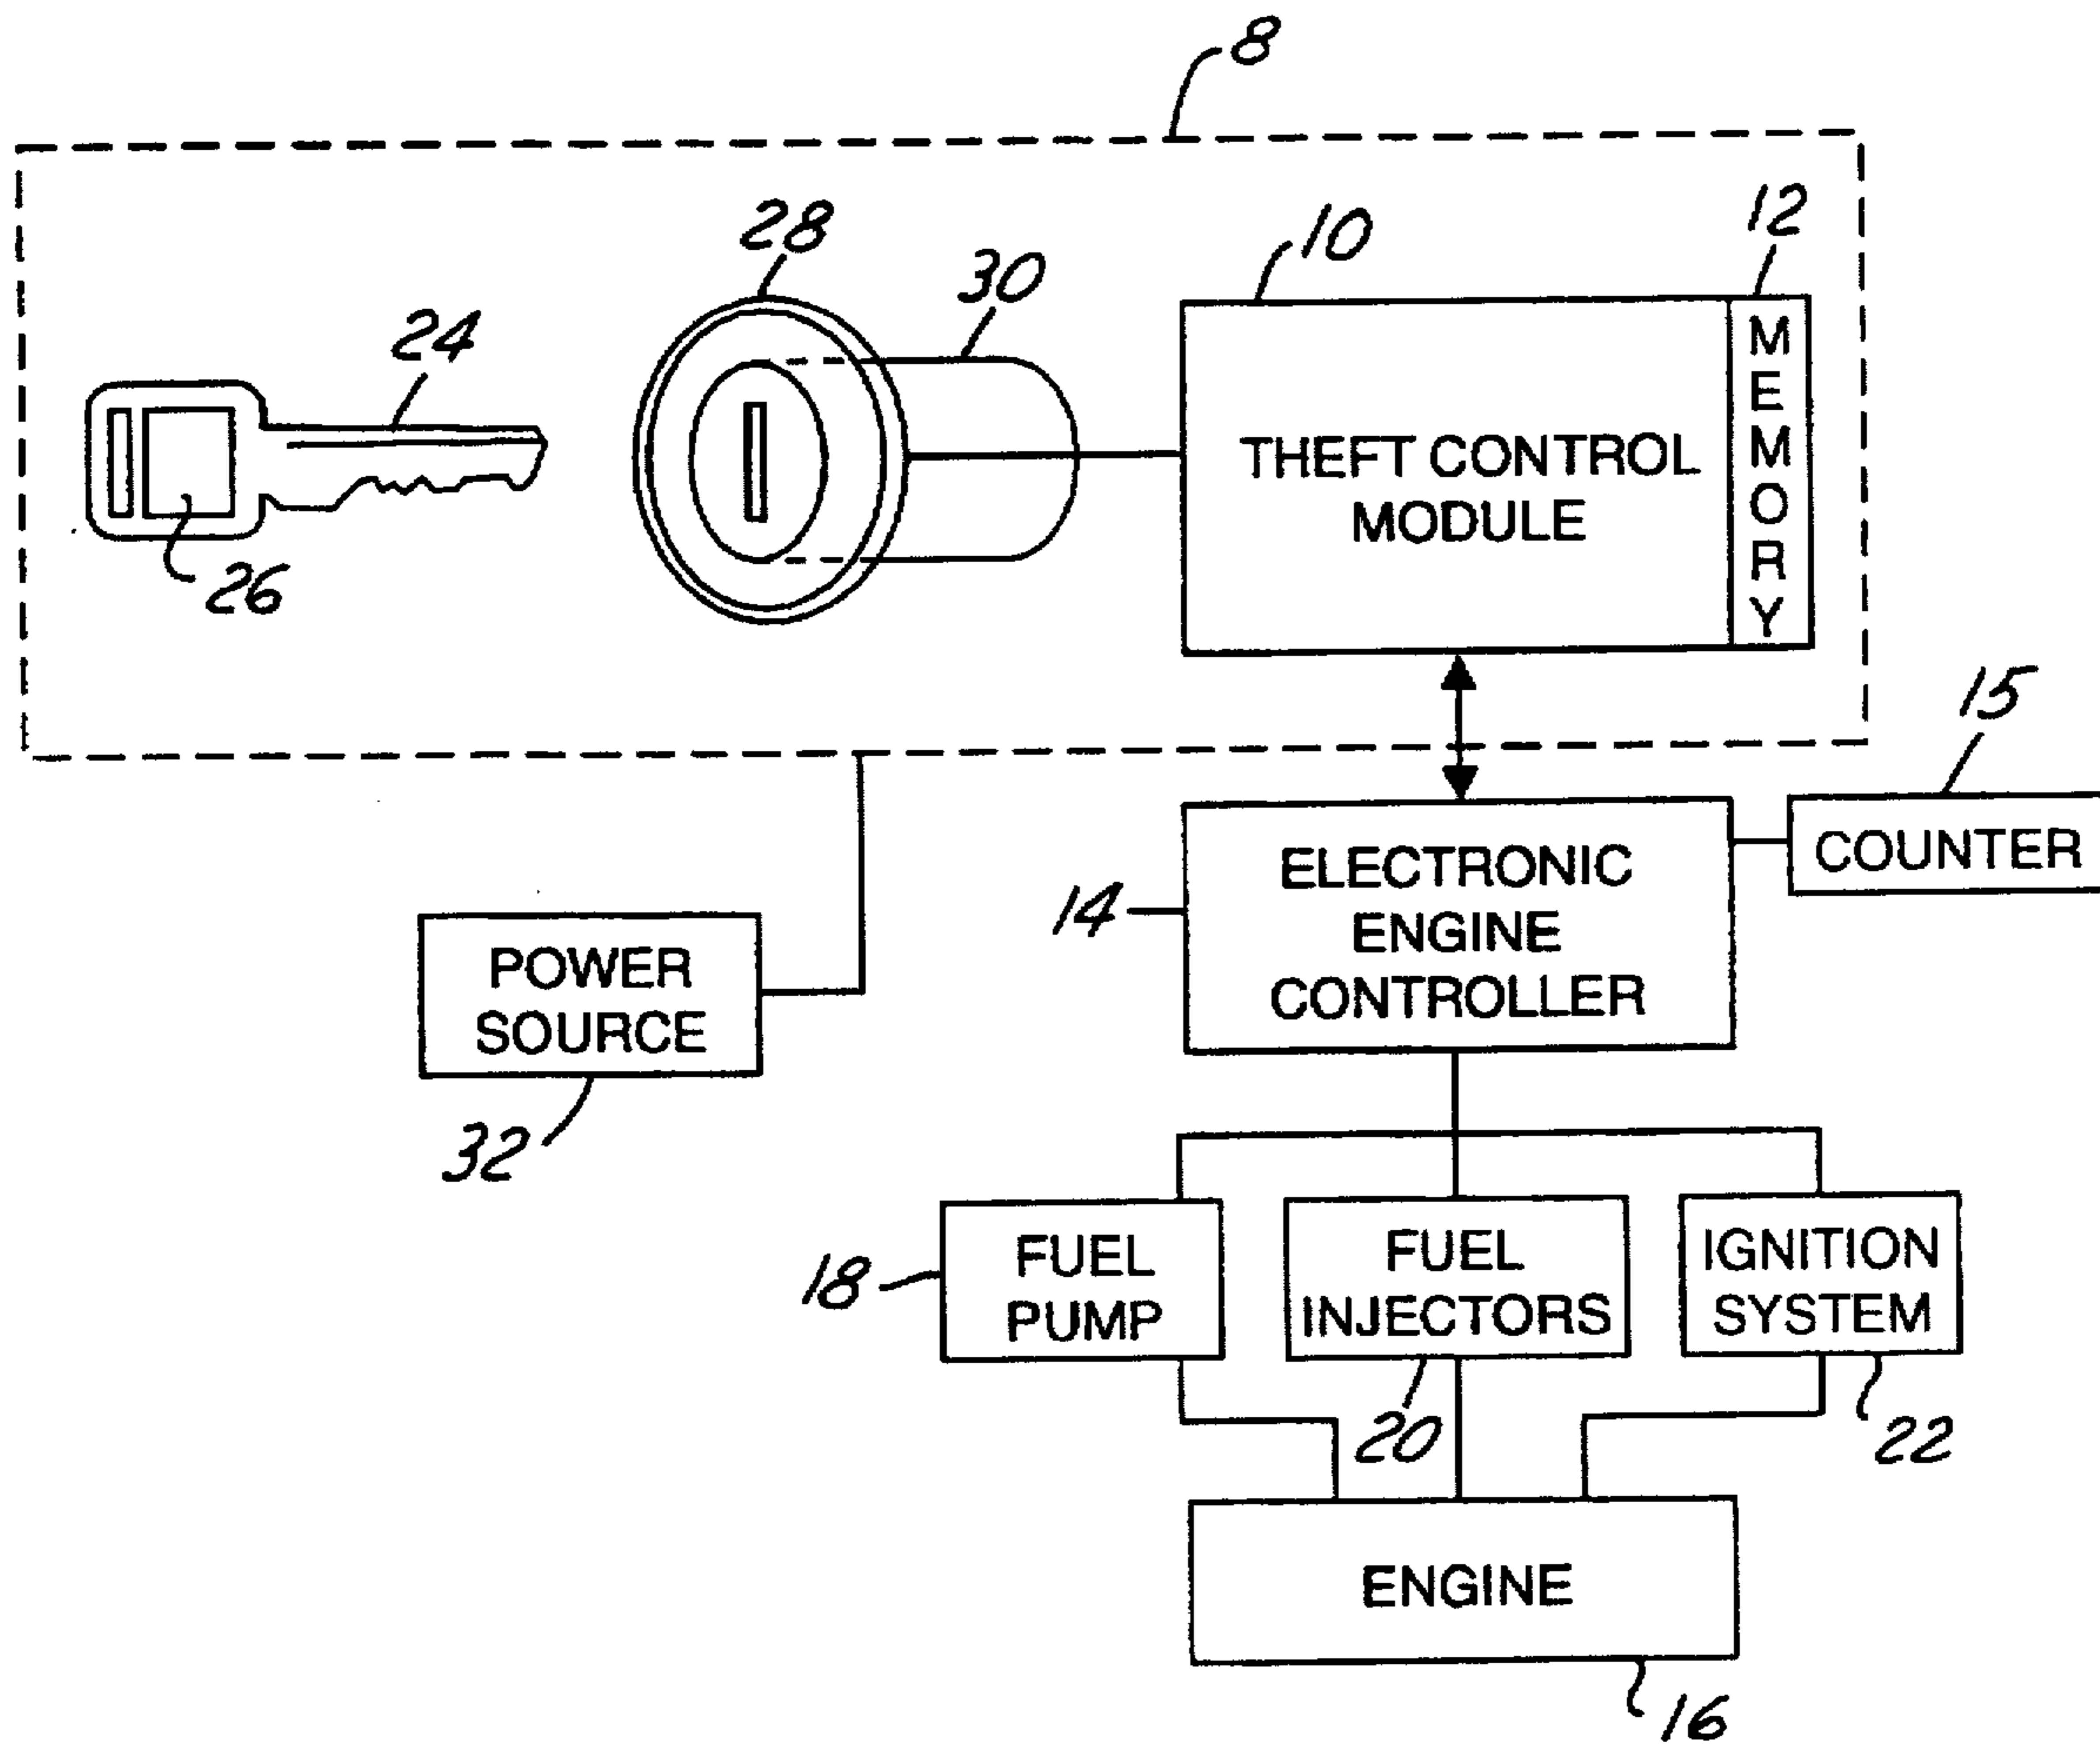 8
28
30
10
12
24
26
THEFT CONTROL
MODULE
MEMORY
15
COUNTER
14
ELECTRONIC
ENGINE
CONTROLLER
POWER
SOURCE
32
18
FUEL
PUMP
FUEL
INJECTORS
IGNITION
SYSTEM
20
22
ENGINE
16